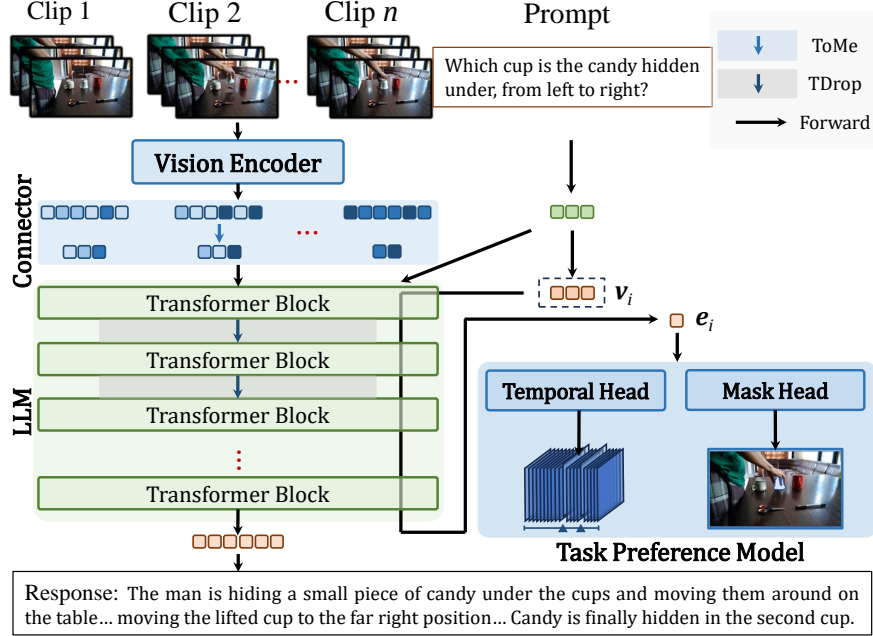 Clip 1
Clip 2
Clip n
Prompt
Which cup is the candy hidden
under, from left to right?
ToMe
TDrop
Forward
Vision Encoder
Connector
...
...
v_i
e_i
LLM
Transformer Block
Transformer Block
Transformer Block
...
Transformer Block
Temporal Head
Mask Head
Task Preference Model
Response: The man is hiding a small piece of candy under the cups and moving them around on
the table... moving the lifted cup to the far right position... Candy is finally hidden in the second cup.